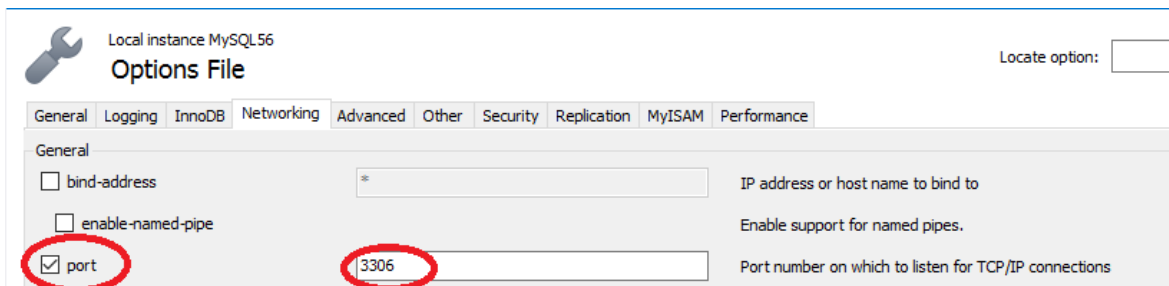 Local instance MySQL56
Options File
Locate option:
General Logging InnoDB Networking Advanced Other Security Replication MyISAM Performance
General
bind-address * IP address or host name to bind to
enable-named-pipe Enable support for named pipes.
port 3306 Port number on which to listen for TCP/IP connections